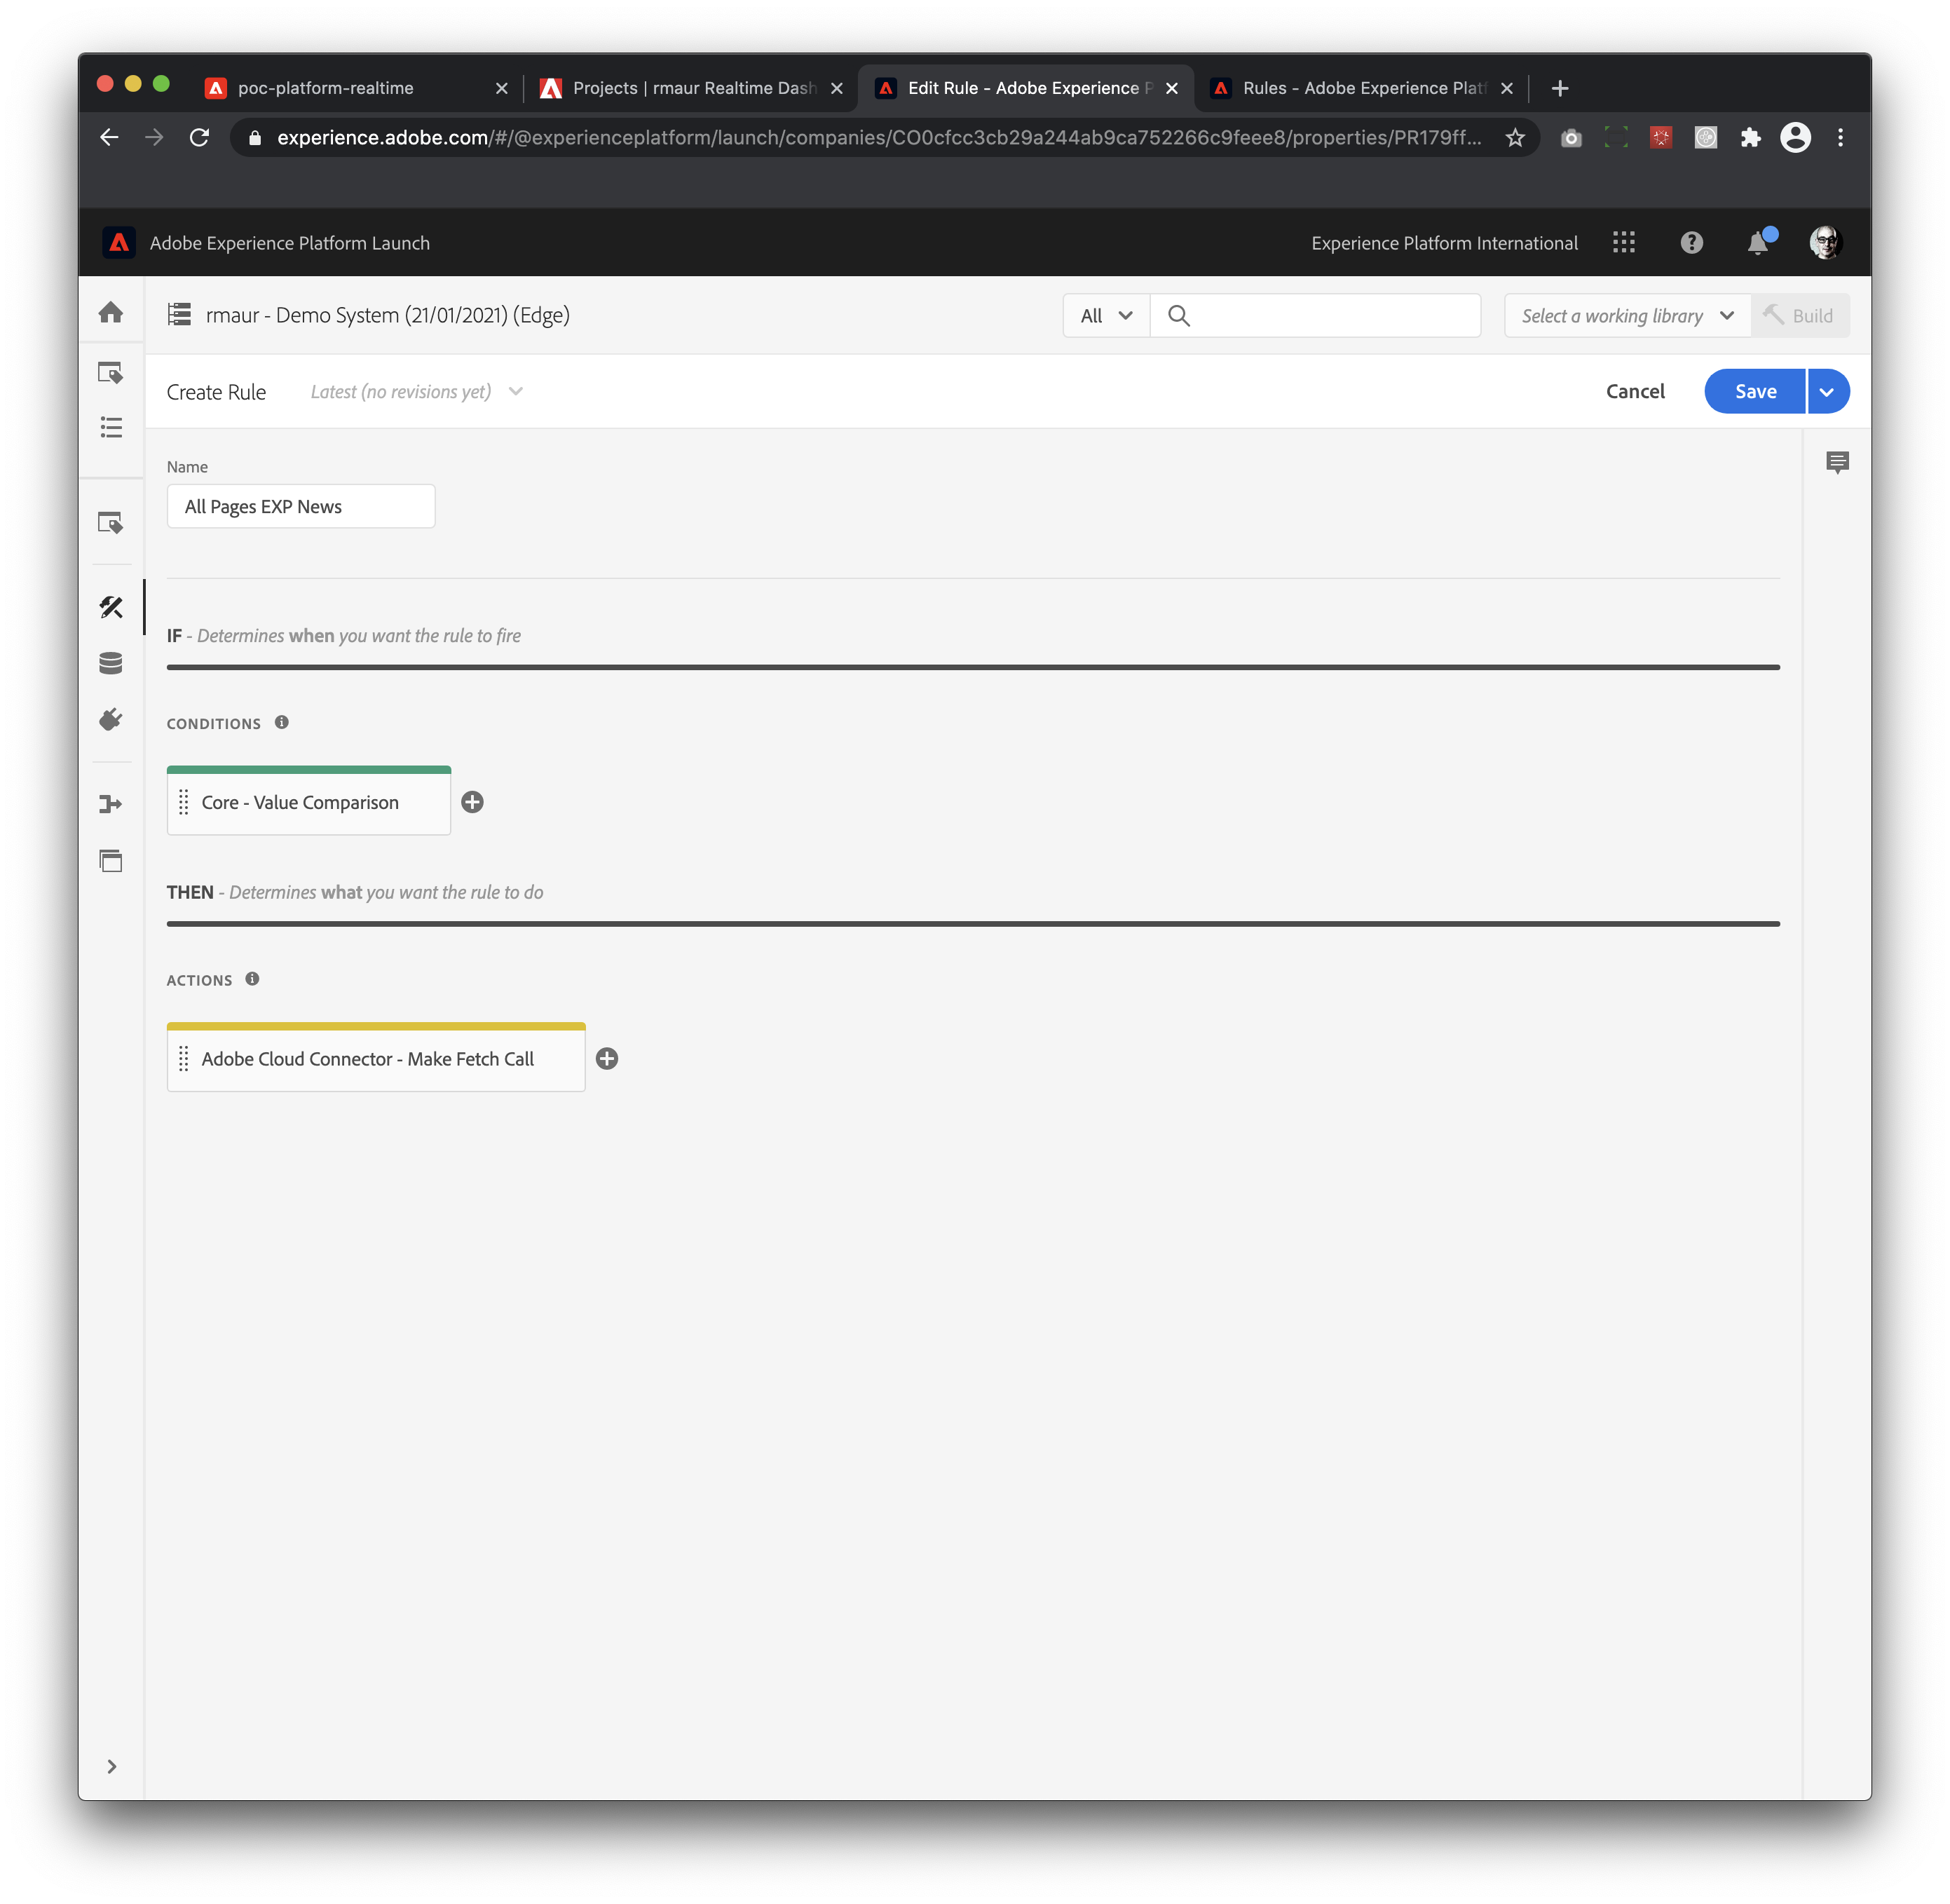 poc-platform-realtime
Projects | rmaur Realtime Dash
Edit Rule - Adobe Experience P
Rules - Adobe Experience Platf
experience.adobe.com/#/@experienceplatform/launch/companies/CO0cfcc3cb29a244ab9ca752266c9feee8/properties/PR179ff...
Adobe Experience Platform Launch
Experience Platform International
rmaur - Demo System (21/01/2021) (Edge)
All
Select a working library
Build
Create Rule
Latest (no revisions yet)
Cancel
Save
Name
All Pages EXP News
IF - Determines when you want the rule to fire
CONDITIONS
Core - Value Comparison
THEN - Determines what you want the rule to do
ACTIONS
Adobe Cloud Connector - Make Fetch Call